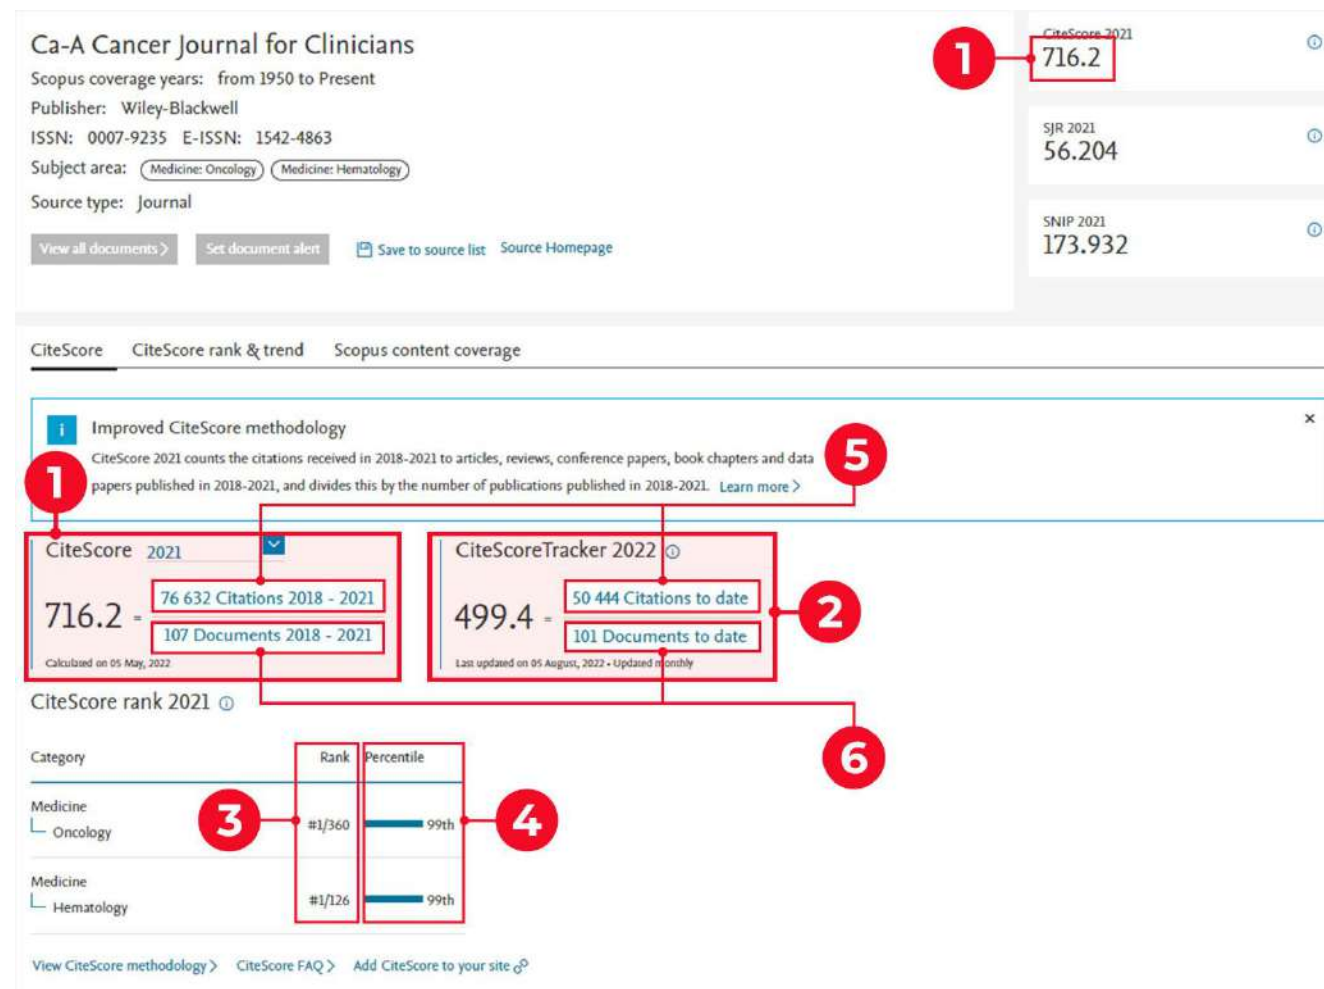 Ca-A Cancer Journal for Clinicians
Scopus coverage years: from 1950 to Present
Publisher: Wiley-Blackwell
ISSN: 0007-9235 E-ISSN: 1542-4863
Subject area: Medicine: Oncology Medicine: Hematology
Source type: Journal
View all documents > Set document alert Save to source list Source Homepage
1
CiteScore 2021
716.2
SJR 2021
56.204
SNIP 2021
173.932
CiteScore CiteScore rank & trend Scopus content coverage
i Improved CiteScore methodology ×
CiteScore 2021 counts the citations received in 2018-2021 to articles, reviews, conference papers, book chapters and data
papers published in 2018-2021, and divides this by the number of publications published in 2018-2021. Learn more >
5
1
CiteScore 2021
716.2 =
76 632 Citations 2018 - 2021
107 Documents 2018 - 2021
Calculated on 05 May, 2022
CiteScoreTracker 2022
499.4 =
50 444 Citations to date
101 Documents to date
Last updated on 05 August, 2022 • Updated monthly
2
CiteScore rank 2021
6
Category Rank Percentile
Medicine
Oncology #1/360 99th
3
4
Medicine
Hematology #1/126 99th
View CiteScore methodology > CiteScore FAQ > Add CiteScore to your site